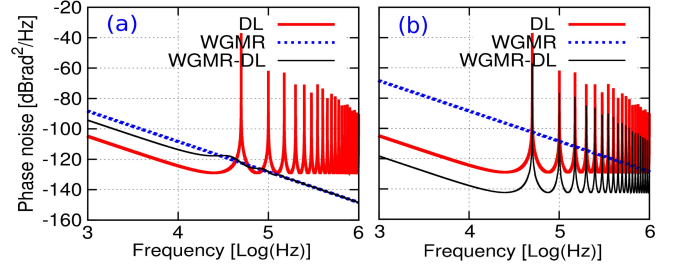 -20
-40
-60
-80
-100
-120
-140
-160
Phase noise [dBrad²/Hz]
(a)
DL
WGMR
WGMR-DL
3
4
5
6
Frequency [Log(Hz)]
(b)
DL
WGMR
WGMR-DL
3
4
5
6
Frequency [Log(Hz)]